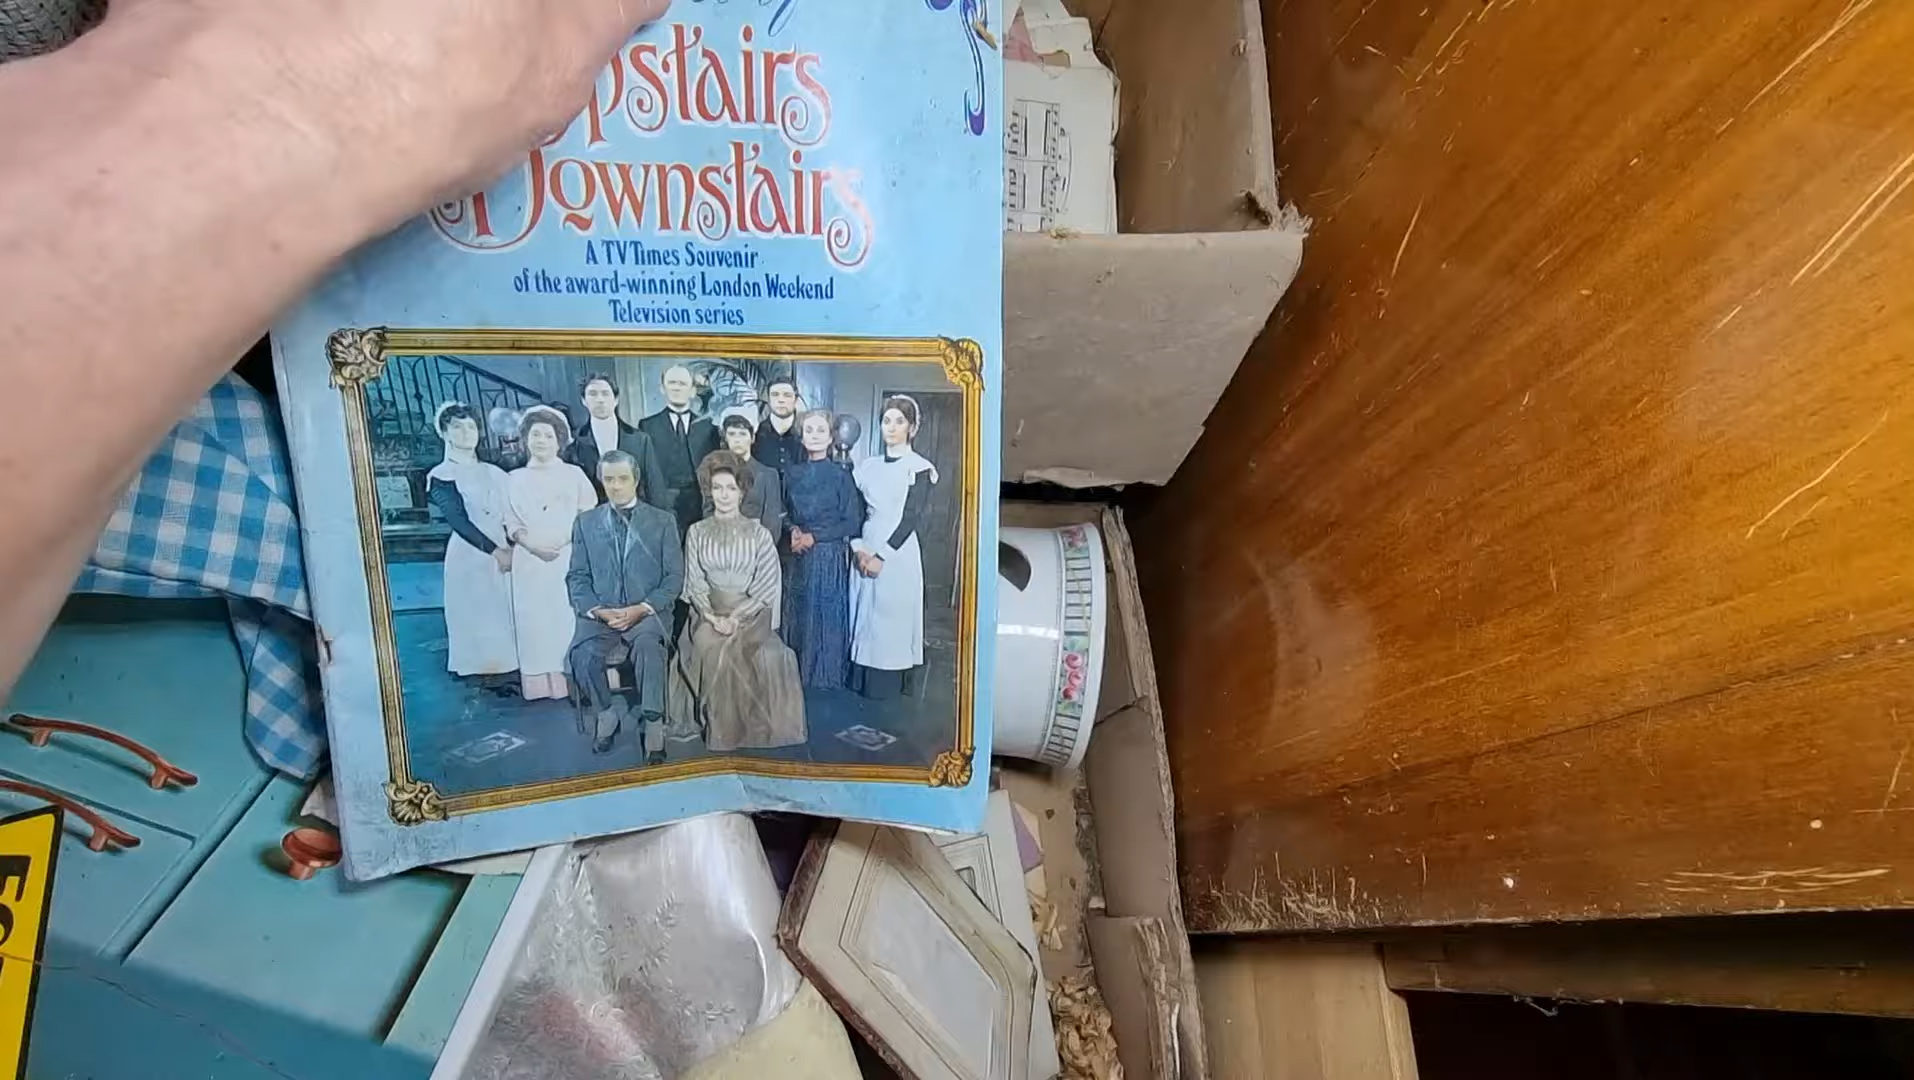 Upstairs
Downstairs
A TV Times Souvenir
of the award-winning London Weekend
Television series